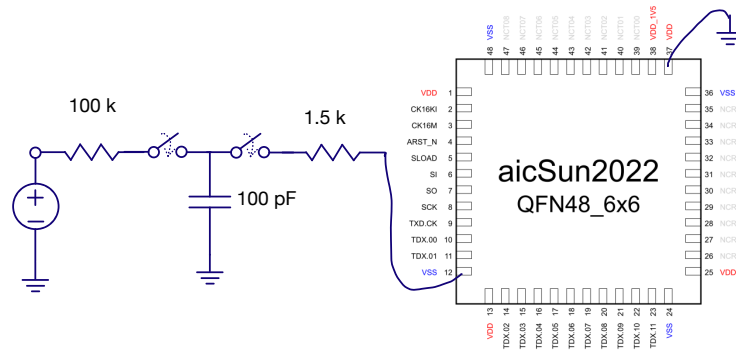 100 k
1.5 k
100 pF
48 VSS
47 NCT08
46 NCT07
45 NCT06
44 NCT05
43 NCT04
42 NCT03
41 NCT02
40 NCT01
39 NCT00
38 VDD_1V5
37 VDD
VDD 1
CK16KI 2
CK16M 3
ARST_N 4
SLOAD 5
SI 6
SO 7
SCK 8
TXD.CK 9
TDX.00 10
TDX.01 11
VSS 12
aicSun2022
QFN48_6x6
36 VSS
35 NCR
34 NCR
33 NCR
32 NCR
31 NCR
30 NCR
29 NCR
28 NCR
27 NCR
26 NCR
25 VDD
VDD 13
TDX.02 14
TDX.03 15
TDX.04 16
TDX.05 17
TDX.06 18
TDX.07 19
TDX.08 20
TDX.09 21
TDX.10 22
TDX.11 23
VSS 24